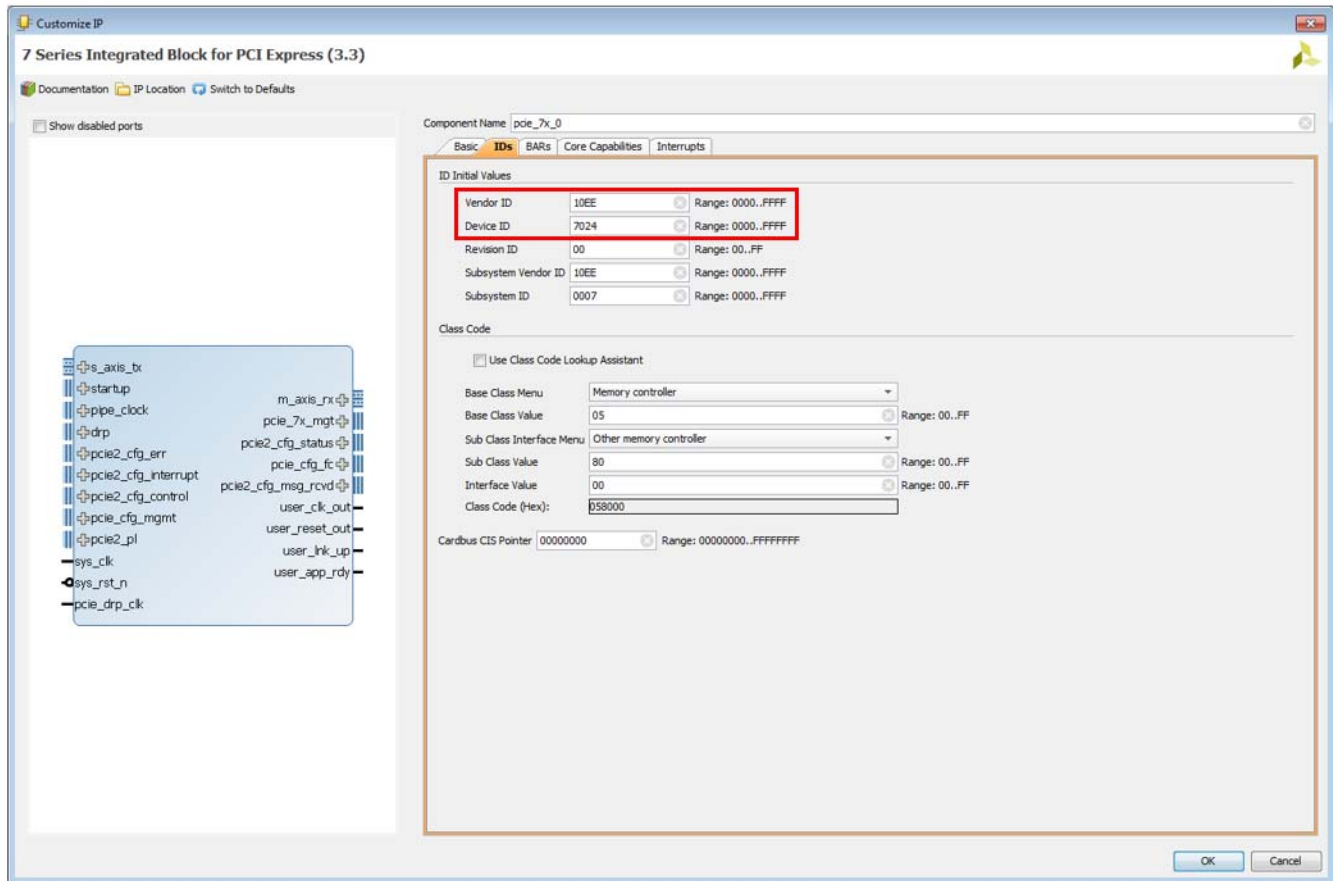 Customize IP
7 Series Integrated Block for PCI Express (3.3)
Documentation IP Location Switch to Defaults
Show disabled ports
s_axis_tx
startup
pipe_clock
drp
pcie2_cfg_err
pcie2_cfg_interrupt
pcie2_cfg_control
pcie_cfg_mgmt
pcie2_pl
sys_clk
sys_rst_n
pcie_drp_clk
m_axis_rx
pcie_7x_mgt
pcie2_cfg_status
pcie_cfg_fc
pcie2_cfg_msg_rcvd
user_clk_out
user_reset_out
user_lnk_up
user_app_rdy
Component Name pcie_7x_0
Basic IDs BARs Core Capabilities Interrupts
ID Initial Values
Vendor ID 10EE Range: 0000..FFFF
Device ID 7024 Range: 0000..FFFF
Revision ID 00 Range: 00..FF
Subsystem Vendor ID 10EE Range: 0000..FFFF
Subsystem ID 0007 Range: 0000..FFFF
Class Code
Use Class Code Lookup Assistant
Base Class Menu Memory controller
Base Class Value 05 Range: 00..FF
Sub Class Interface Menu Other memory controller
Sub Class Value 80 Range: 00..FF
Interface Value 00 Range: 00..FF
Class Code (Hex): 058000
Cardbus CIS Pointer 00000000 Range: 00000000..FFFFFFFF
OK Cancel